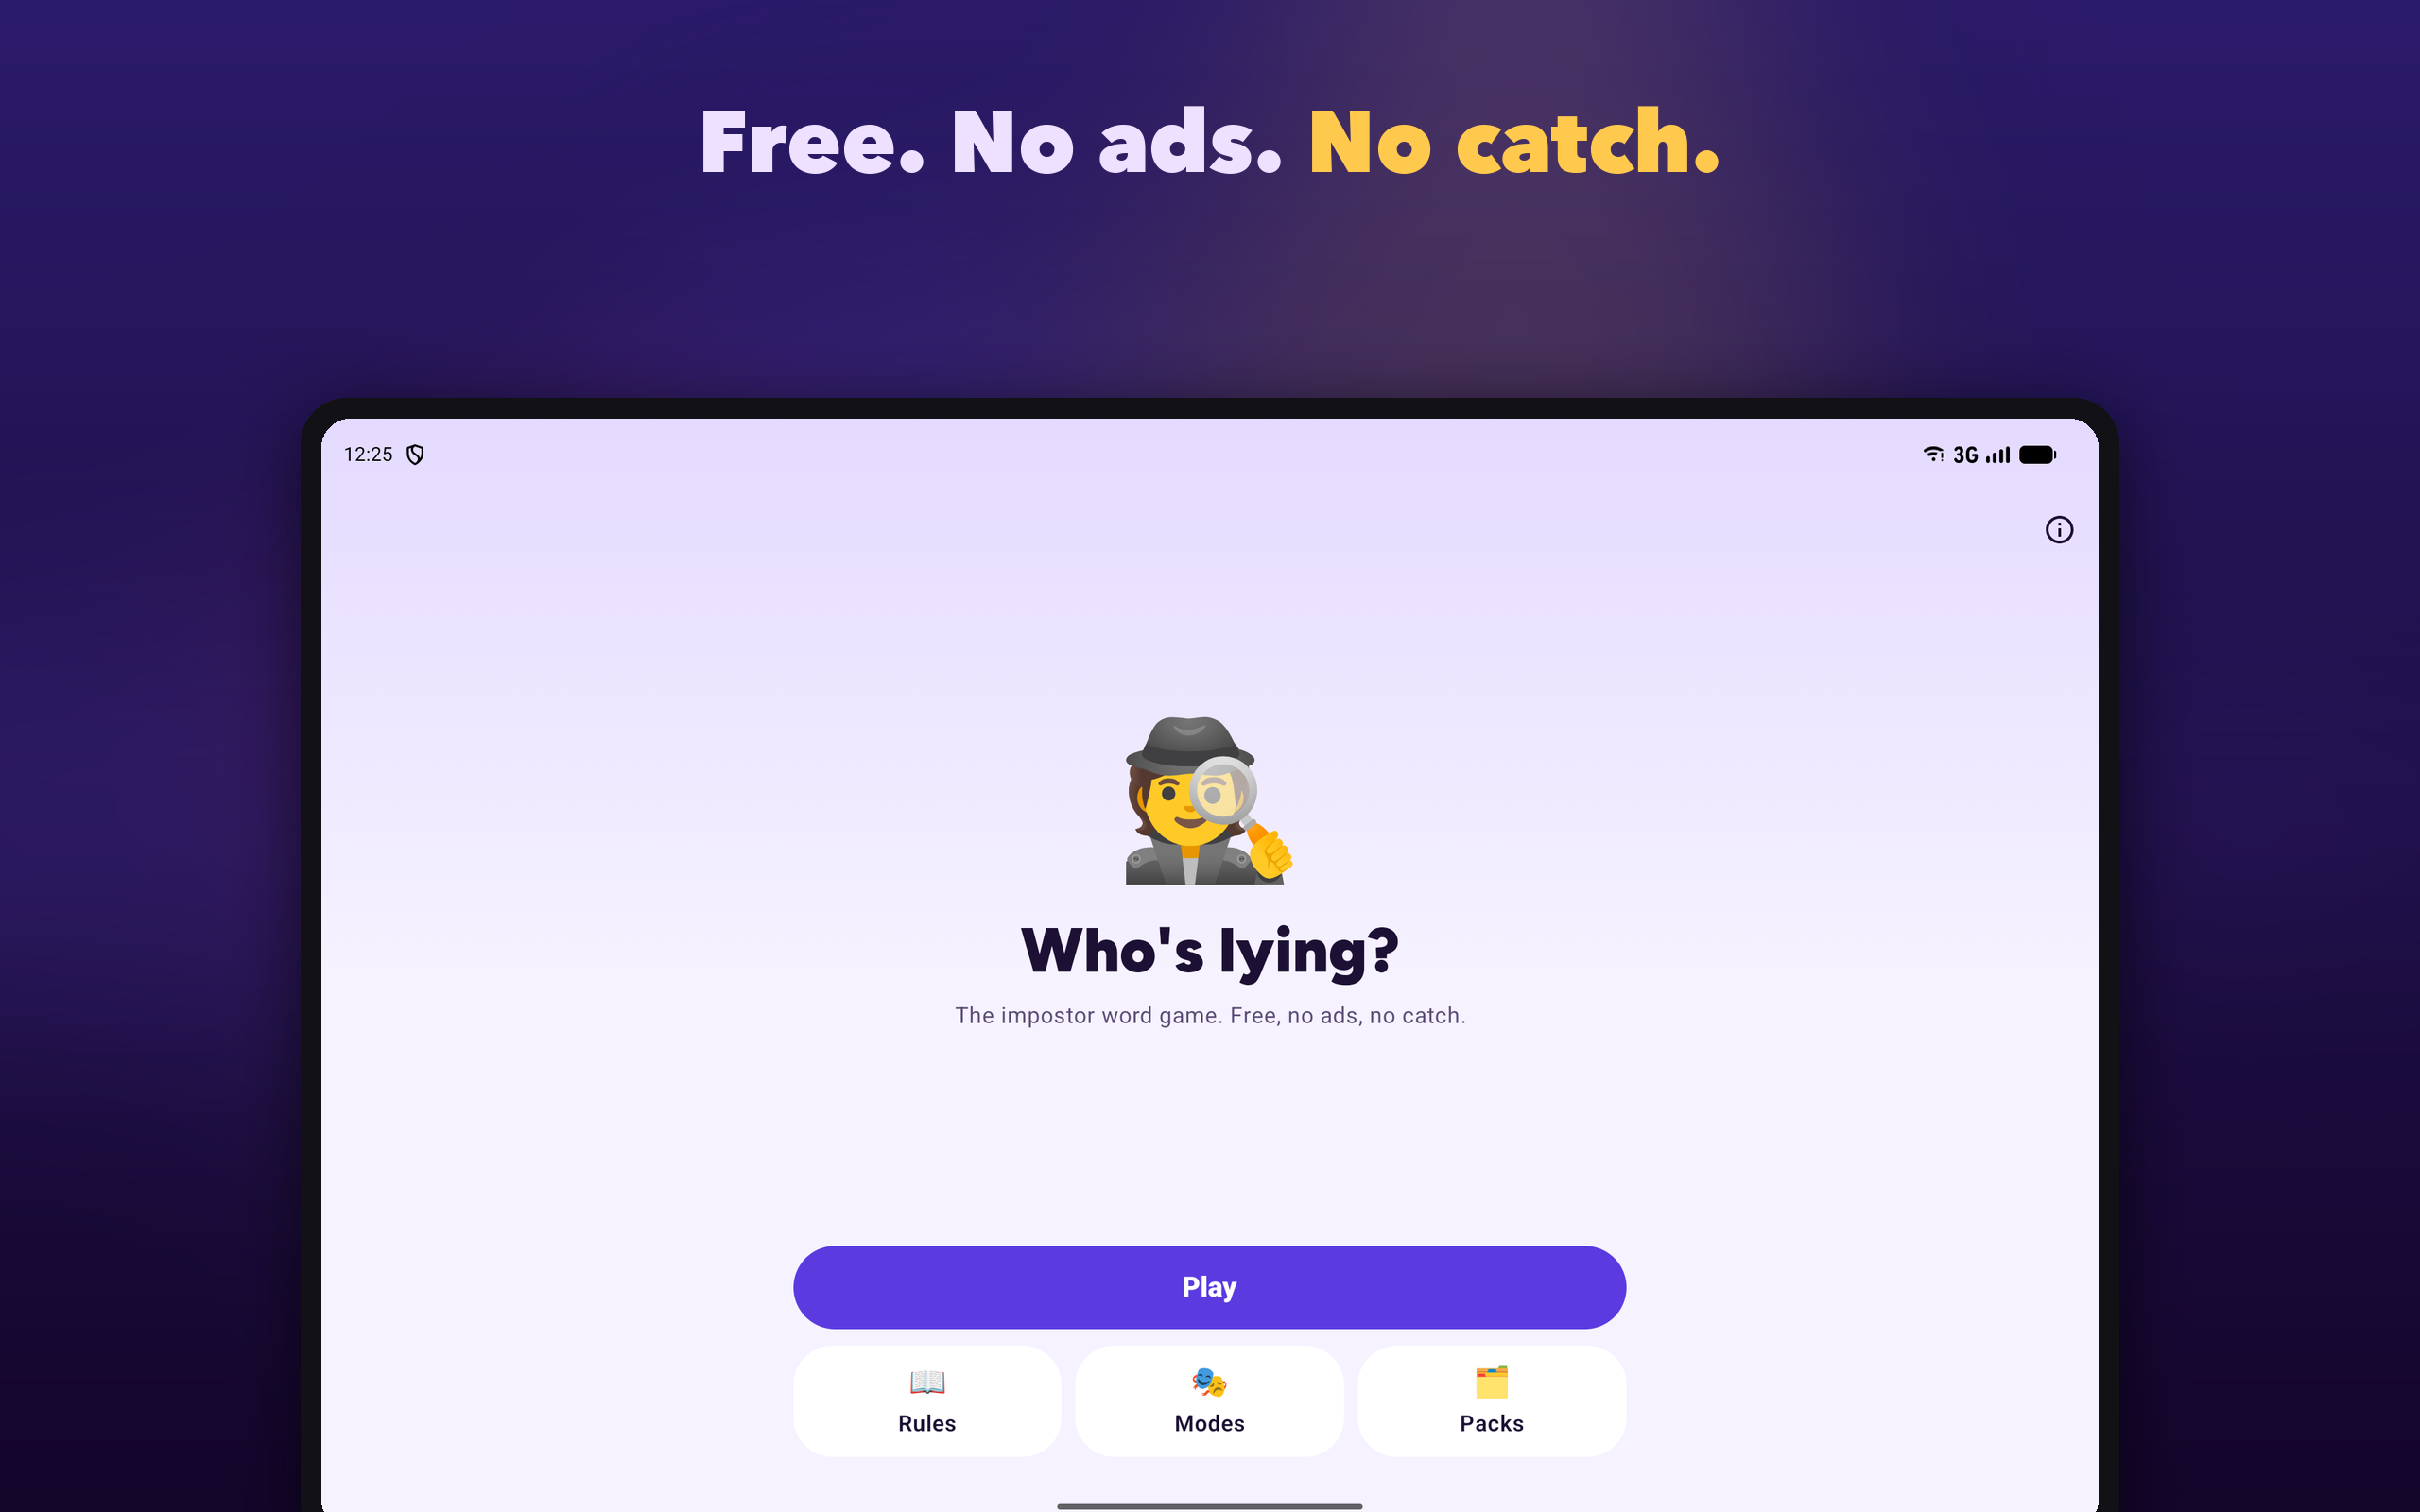 Free. No ads. No catch.
12:25
3G
Who's lying?
The impostor word game. Free, no ads, no catch.
Play
Rules
Modes
Packs